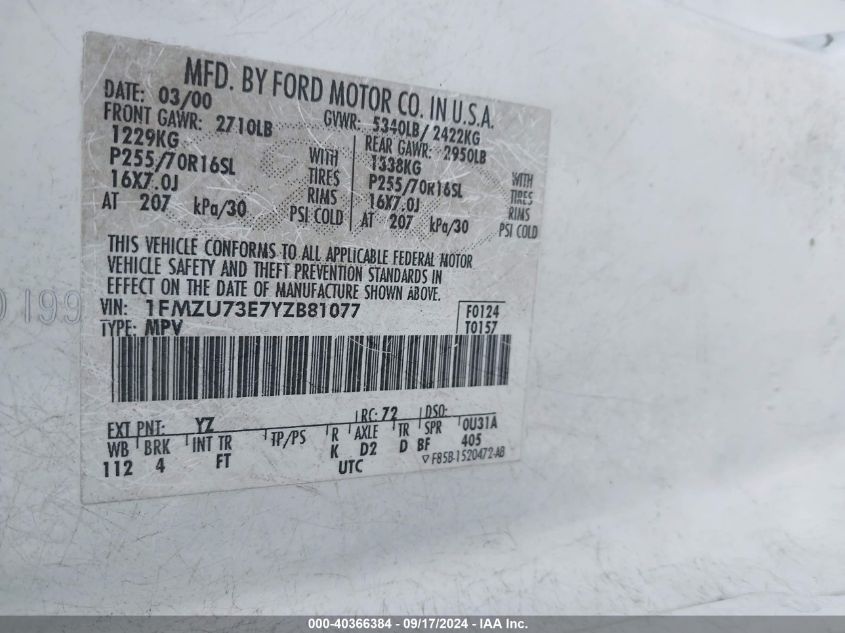 MFD. BY FORD MOTOR CO. IN U.S.A.
DATE: 03/00 GVWR: 5340LB/ 2422KG
FRONT GAWR: 2710LB REAR GAWR: 2950LB
1229KG WITH 1338KG WITH
P255/70R16SL TIRES P255/70R16SL TIRES
16X7.0J RIMS 16X7.0J RIMS
AT 207 kPa/30 PSI COLD AT 207 kPa/30 PSI COLD
THIS VEHICLE CONFORMS TO ALL APPLICABLE FEDERAL MOTOR
VEHICLE SAFETY AND THEFT PREVENTION STANDARDS IN
EFFECT ON THE DATE OF MANUFACTURE SHOWN ABOVE.
VIN: 1FMZU73E7YZB81077 F0124
TYPE: MPV T0157
EXT PNT: YZ RC: 72 DSO:
WB BRK INT TR TP/PS R AXLE TR SPR 0U31A
112 4 FT K D2 D BF 405
UTC ▽ F85B-1520472-AB
000-40366384 - 09/17/2024 - IAA Inc.